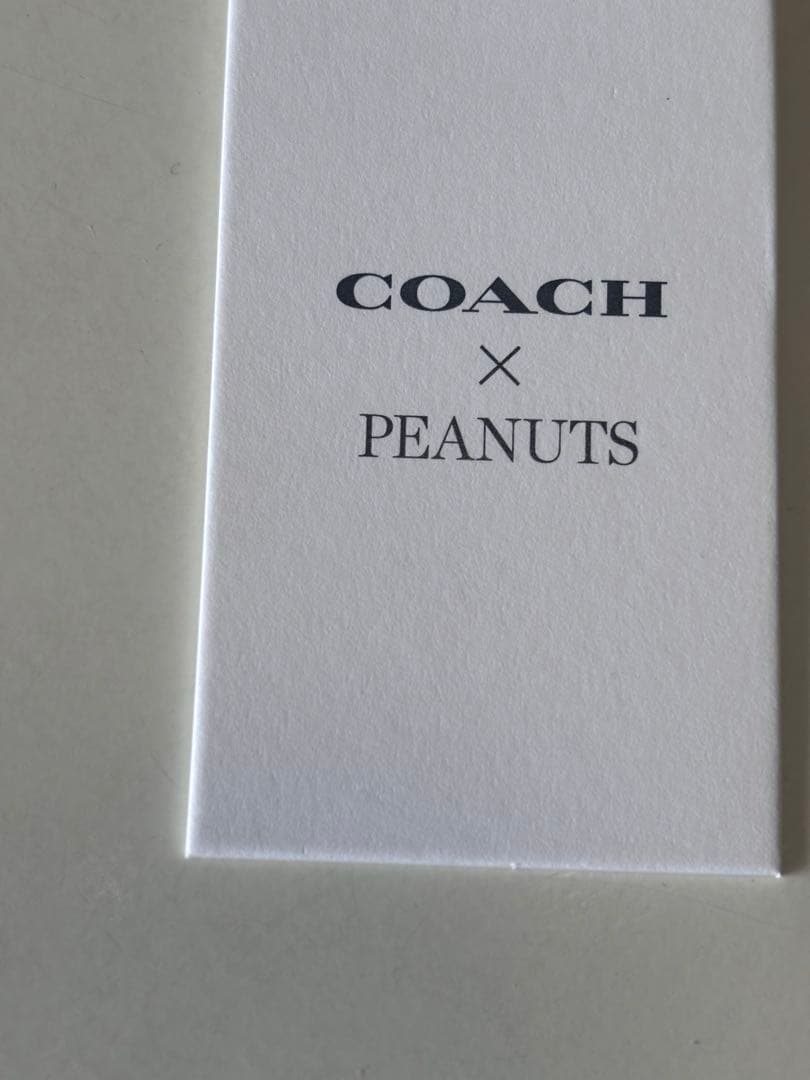 COACH
×
PEANUTS